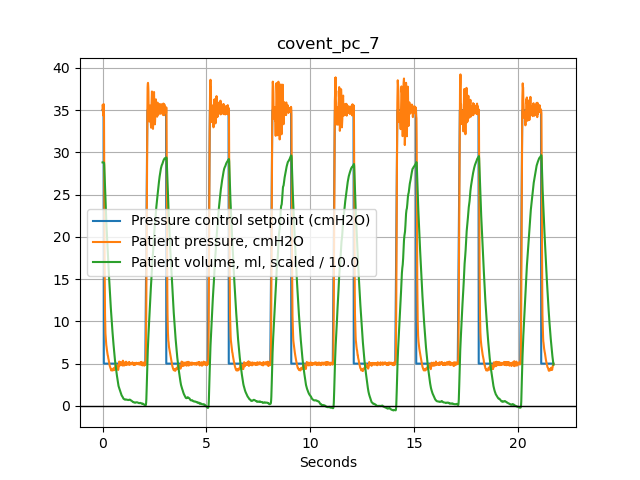 covent_pc_7
40
35
30
25
20
15
10
5
0
Pressure control setpoint (cmH2O)
Patient pressure, cmH2O
Patient volume, ml, scaled / 10.0
0 5 10 15 20
Seconds